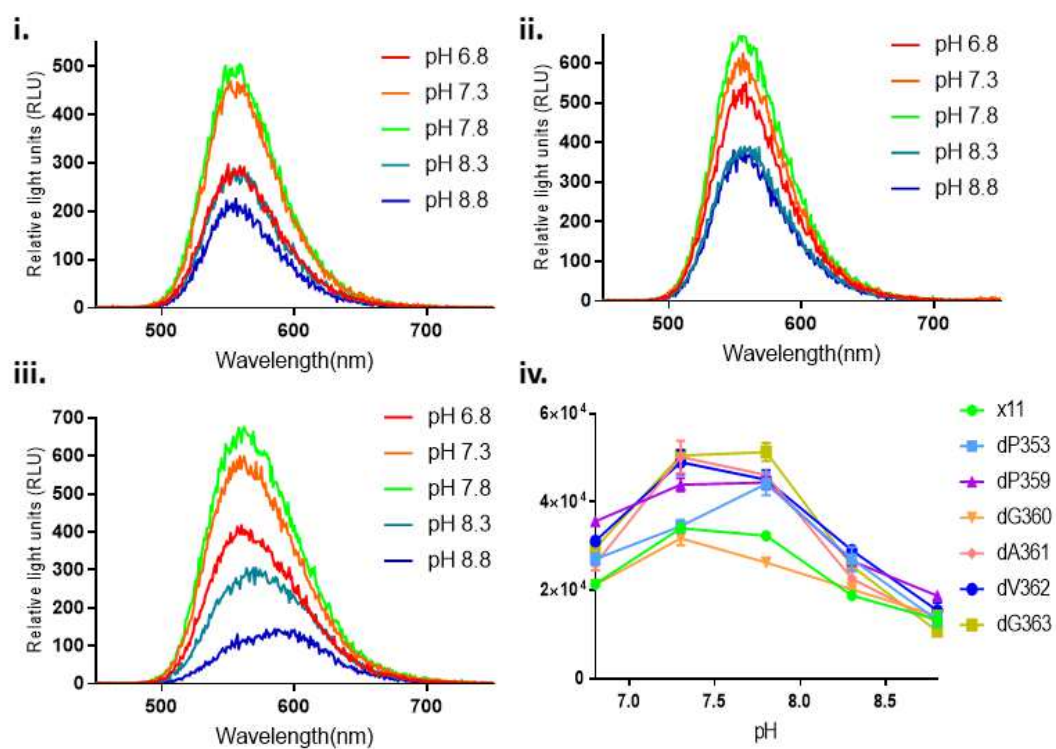 i.
Relative light units (RLU)
500
400
300
200
100
0
500
600
700
Wavelength(nm)
pH 6.8
pH 7.3
pH 7.8
pH 8.3
pH 8.8
ii.
Relative light units (RLU)
600
500
400
300
200
100
0
500
600
700
Wavelength(nm)
pH 6.8
pH 7.3
pH 7.8
pH 8.3
pH 8.8
iii.
Relative light units (RLU)
700
600
500
400
300
200
100
0
500
600
700
Wavelength(nm)
pH 6.8
pH 7.3
pH 7.8
pH 8.3
pH 8.8
iv.
6×10⁴
4×10⁴
2×10⁴
0
7.0
7.5
8.0
8.5
pH
x11
dP353
dP359
dG360
dA361
dV362
dG363